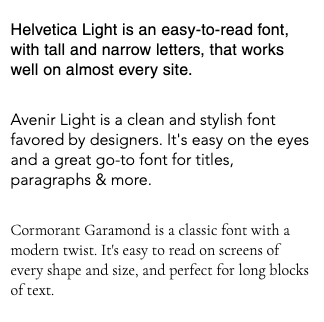 Helvetica Light is an easy-to-read font,
with tall and narrow letters, that works
well on almost every site.
Avenir Light is a clean and stylish font
favored by designers. It's easy on the eyes
and a great go-to font for titles,
paragraphs & more.
Cormorant Garamond is a classic font with a
modern twist. It's easy to read on screens of
every shape and size, and perfect for long blocks
of text.